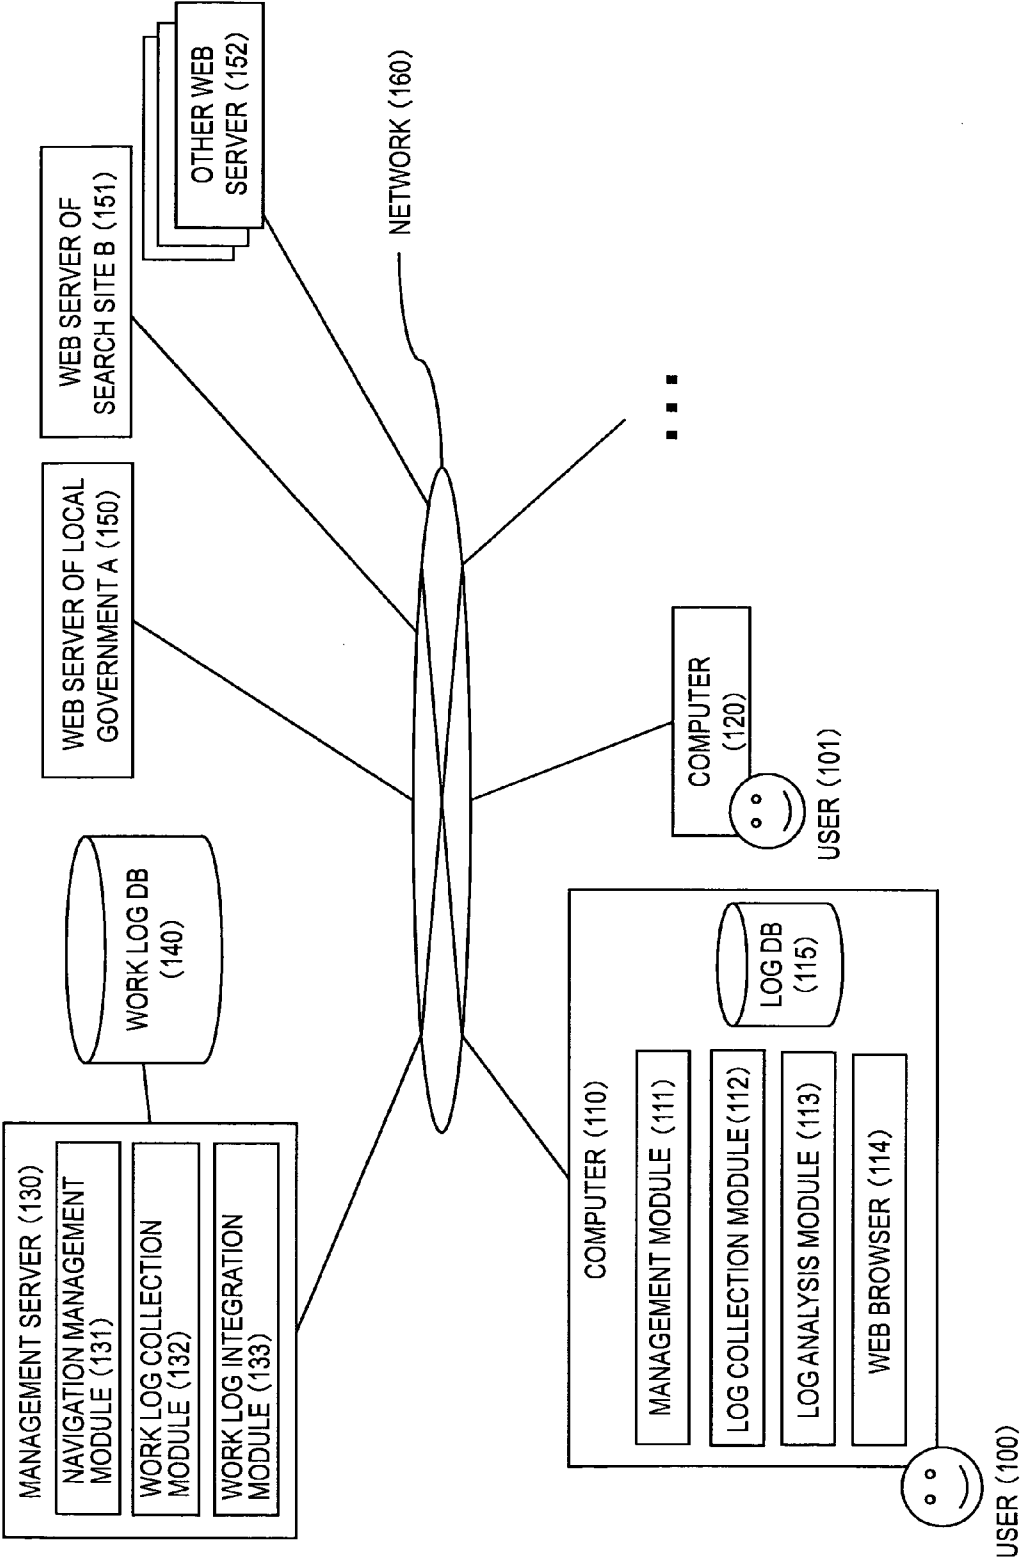 MANAGEMENT SERVER (130)
NAVIGATION MANAGEMENT
MODULE (131)
WORK LOG COLLECTION
MODULE (132)
WORK LOG INTEGRATION
MODULE (133)
WORK LOG DB
(140)
WEB SERVER OF LOCAL
GOVERNMENT A (150)
WEB SERVER OF
SEARCH SITE B (151)
OTHER WEB
SERVER (152)
NETWORK (160)
COMPUTER (110)
MANAGEMENT MODULE (111)
LOG COLLECTION MODULE (112)
LOG ANALYSIS MODULE (113)
WEB BROWSER (114)
LOG DB
(115)
USER (100)
COMPUTER
(120)
USER (101)